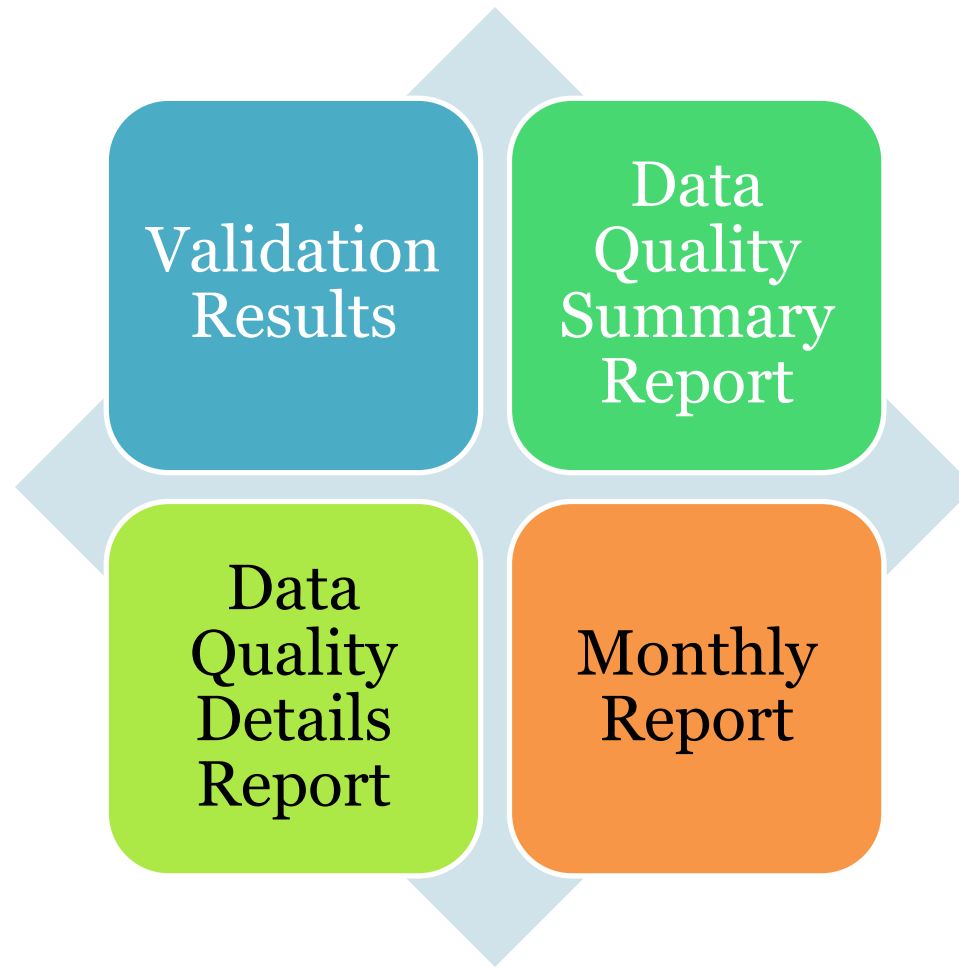 Validation
Results
Data
Quality
Summary
Report
Data
Quality
Details
Report
Monthly
Report